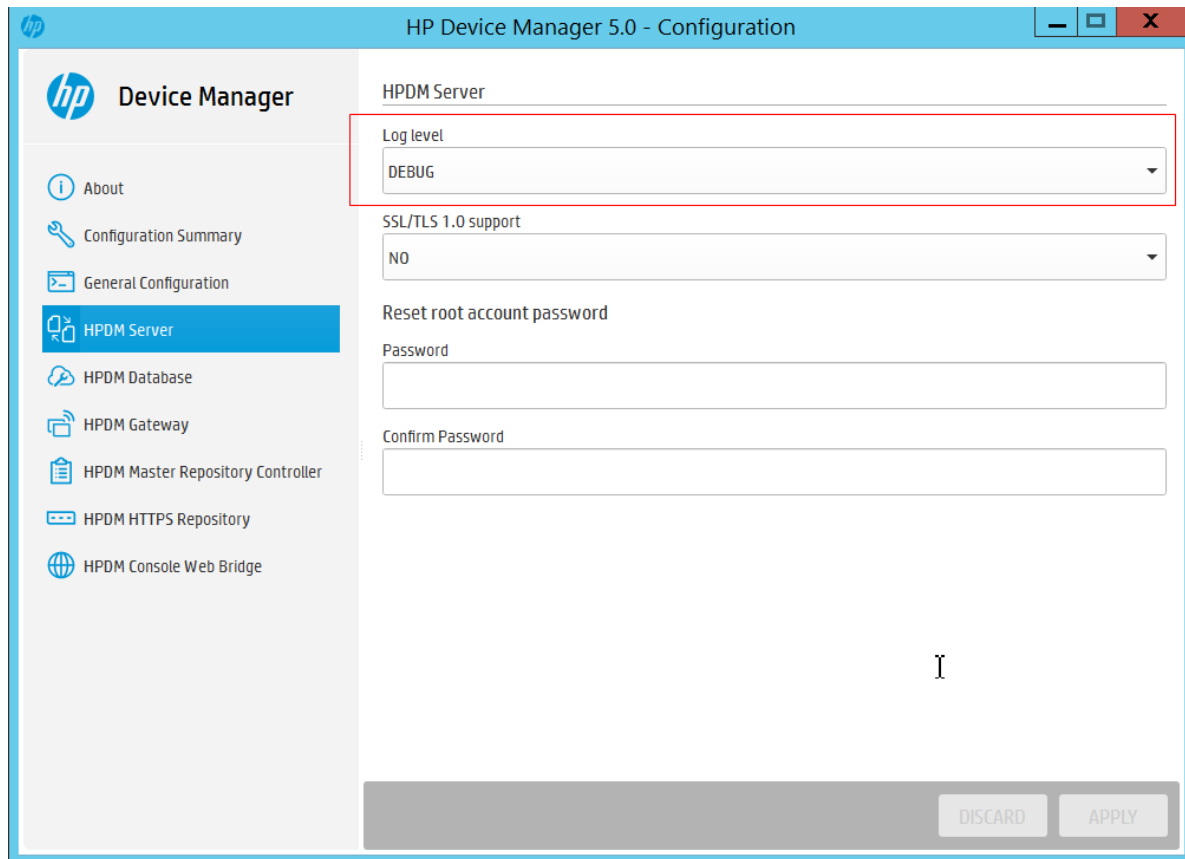 hp
HP Device Manager 5.0 - Configuration
X
hp
Device Manager
About
Configuration Summary
General Configuration
HPDM Server
HPDM Database
HPDM Gateway
HPDM Master Repository Controller
HPDM HTTPS Repository
HPDM Console Web Bridge
HPDM Server
Log level
DEBUG
SSL/TLS 1.0 support
NO
Reset root account password
Password
Confirm Password
DISCARD
APPLY